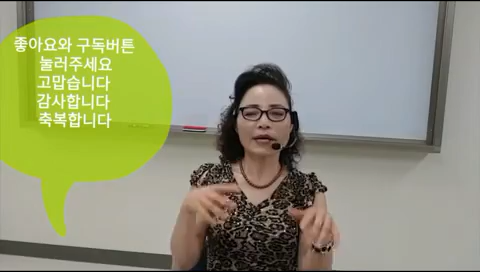 좋아요와 구독버튼
눌러주세요
고맙습니다
감사합니다
축복합니다